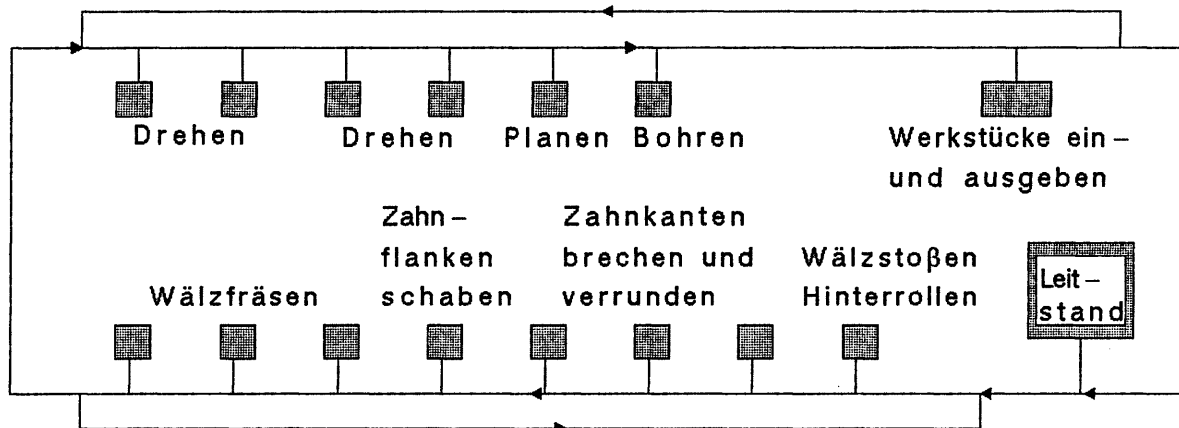 Drehen
Drehen
Planen
Bohren
Werkstücke ein–
und ausgeben
Wälzfräsen
Zahn–
flanken
schaben
Zahnkanten
brechen und
verrunden
Wälzstoβen
Hinterrollen
Leit–
stand